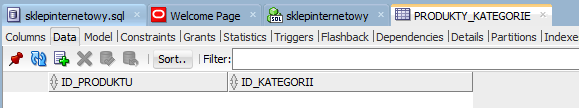 sklepinternetowy.sql Welcome Page sklepinternetowy PRODUKTY_KATEGORIE
Columns Data Model Constraints Grants Statistics Triggers Flashback Dependencies Details Partitions Indexe
Sort.. Filter:
ID_PRODUKTU ID_KATEGORII